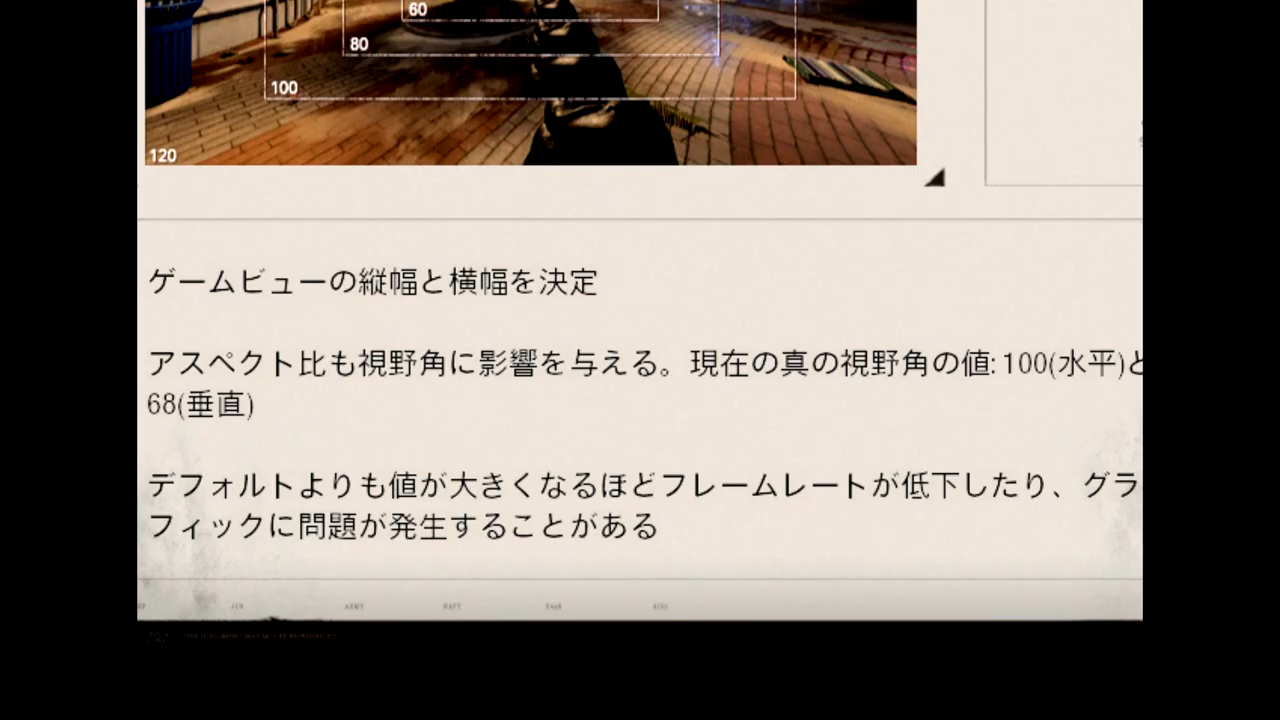 60
80
100
120
ゲームビューの縦幅と横幅を決定
アスペクト比も視野角に影響を与える。現在の真の視野角の値: 100(水平)と
68(垂直)
デフォルトよりも値が大きくなるほどフレームレートが低下したり、グラ
フィックに問題が発生することがある